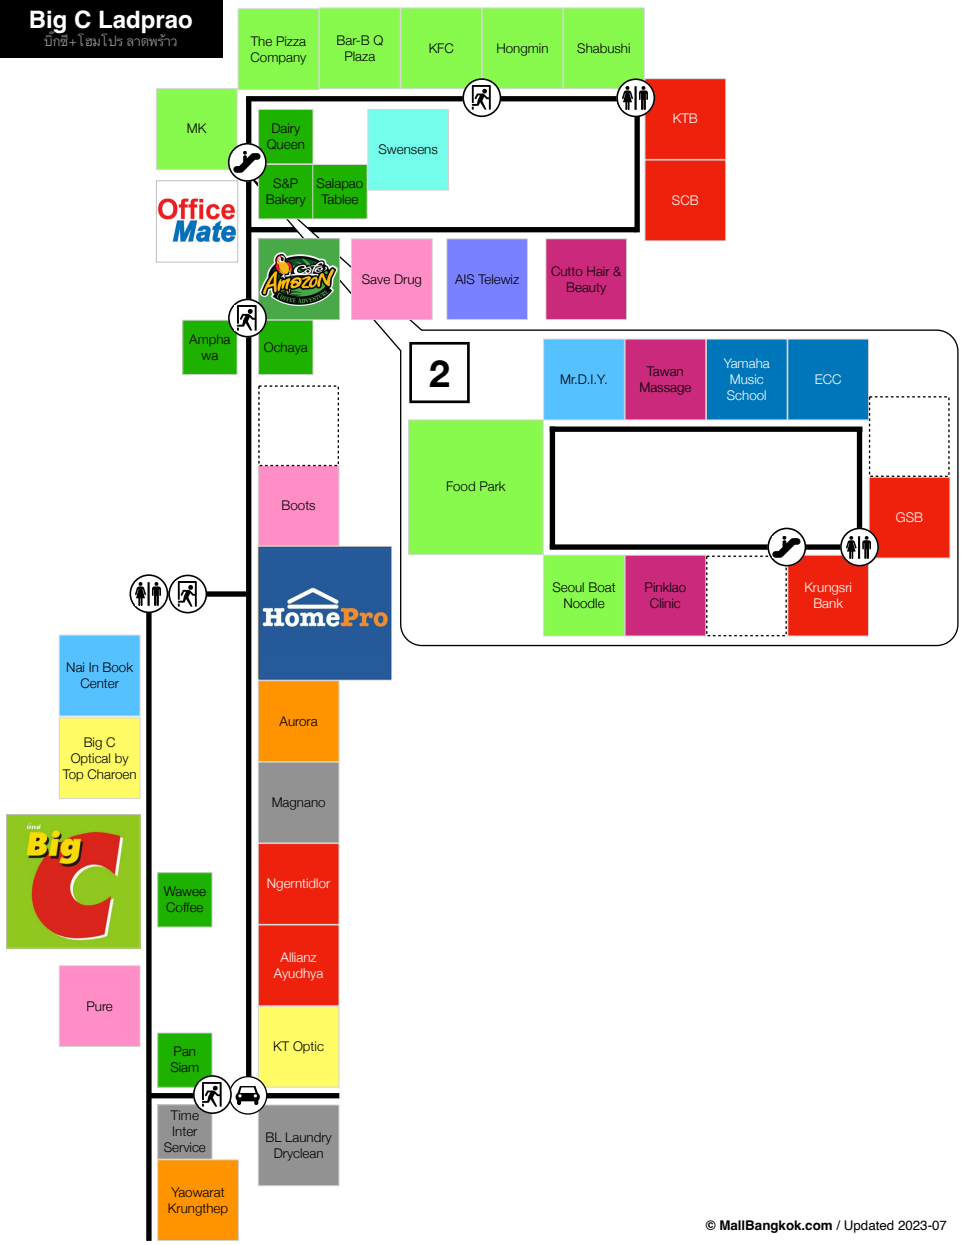 Big C Ladprao
บิ๊กซี+โฮมโปร ลาดพร้าว
The Pizza
Company
Bar-B Q
Plaza
KFC
Hongmin
Shabushi
MK
Dairy
Queen
Swensens
KTB
S&P
Bakery
Salapao
Tablee
SCB
Office
Mate
Café
Amazon
COFFEE ADVENTURE
Save Drug
AIS Telewiz
Cutto Hair &
Beauty
Ampha
wa
Ochaya
2
Mr.D.I.Y.
Tawan
Massage
Yamaha
Music
School
ECC
Food Park
GSB
Seoul Boat
Noodle
Pinklao
Clinic
Krungsri
Bank
Boots
HomePro
Nai In Book
Center
Aurora
Big C
Optical by
Top Charoen
Magnano
Big
C
Wawee
Coffee
Ngerntidlor
Allianz
Ayudhya
Pure
Pan
Siam
KT Optic
Time
Inter
Service
BL Laundry
Dryclean
Yaowarat
Krungthep
© MallBangkok.com / Updated 2023-07